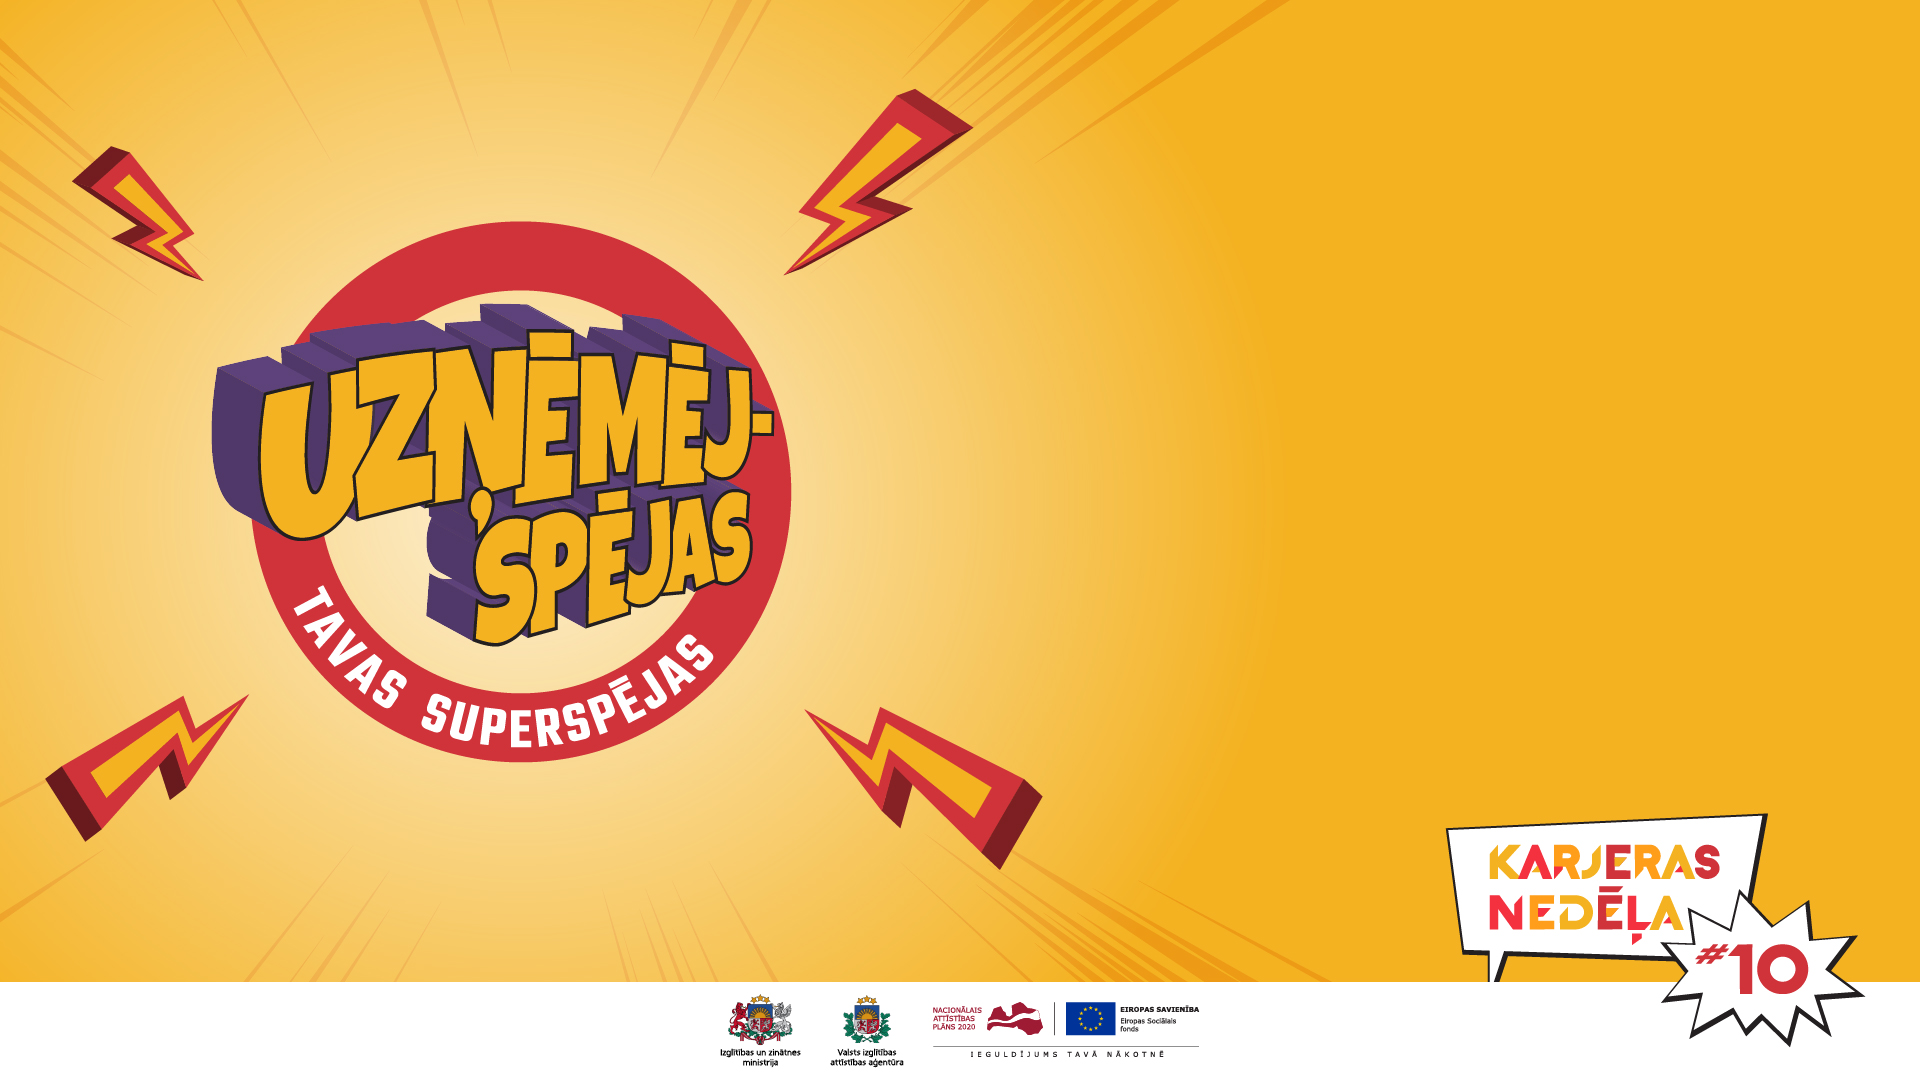 UZŅĒMĒJ-
SPĒJAS
TAVAS SUPERSPĒJAS
KARJERAS
NEDĒĻA
#10
Izglītības un zinātnes
ministrija
Valsts izglītības
attīstības aģentūra
NACIONĀLAIS
ATTĪSTĪBAS
PLĀNS 2020
EIROPAS SAVIENĪBA
Eiropas Sociālais
fonds
IEGULDĪJUMS TAVĀ NĀKOTNĒ